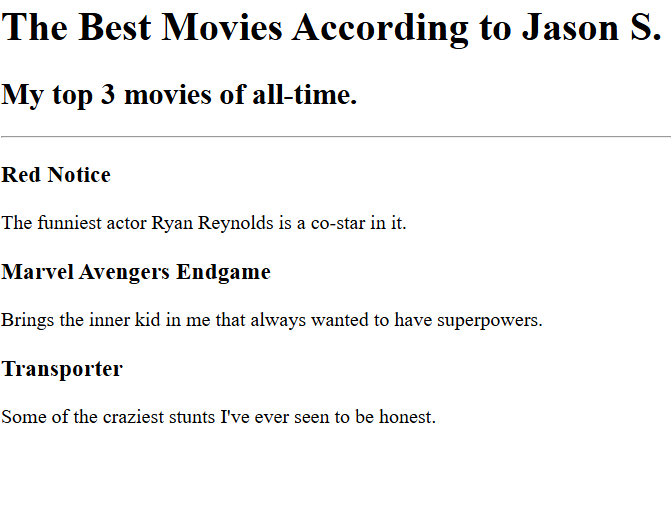 The Best Movies According to Jason S.
My top 3 movies of all-time.
Red Notice
The funniest actor Ryan Reynolds is a co-star in it.
Marvel Avengers Endgame
Brings the inner kid in me that always wanted to have superpowers.
Transporter
Some of the craziest stunts I've ever seen to be honest.